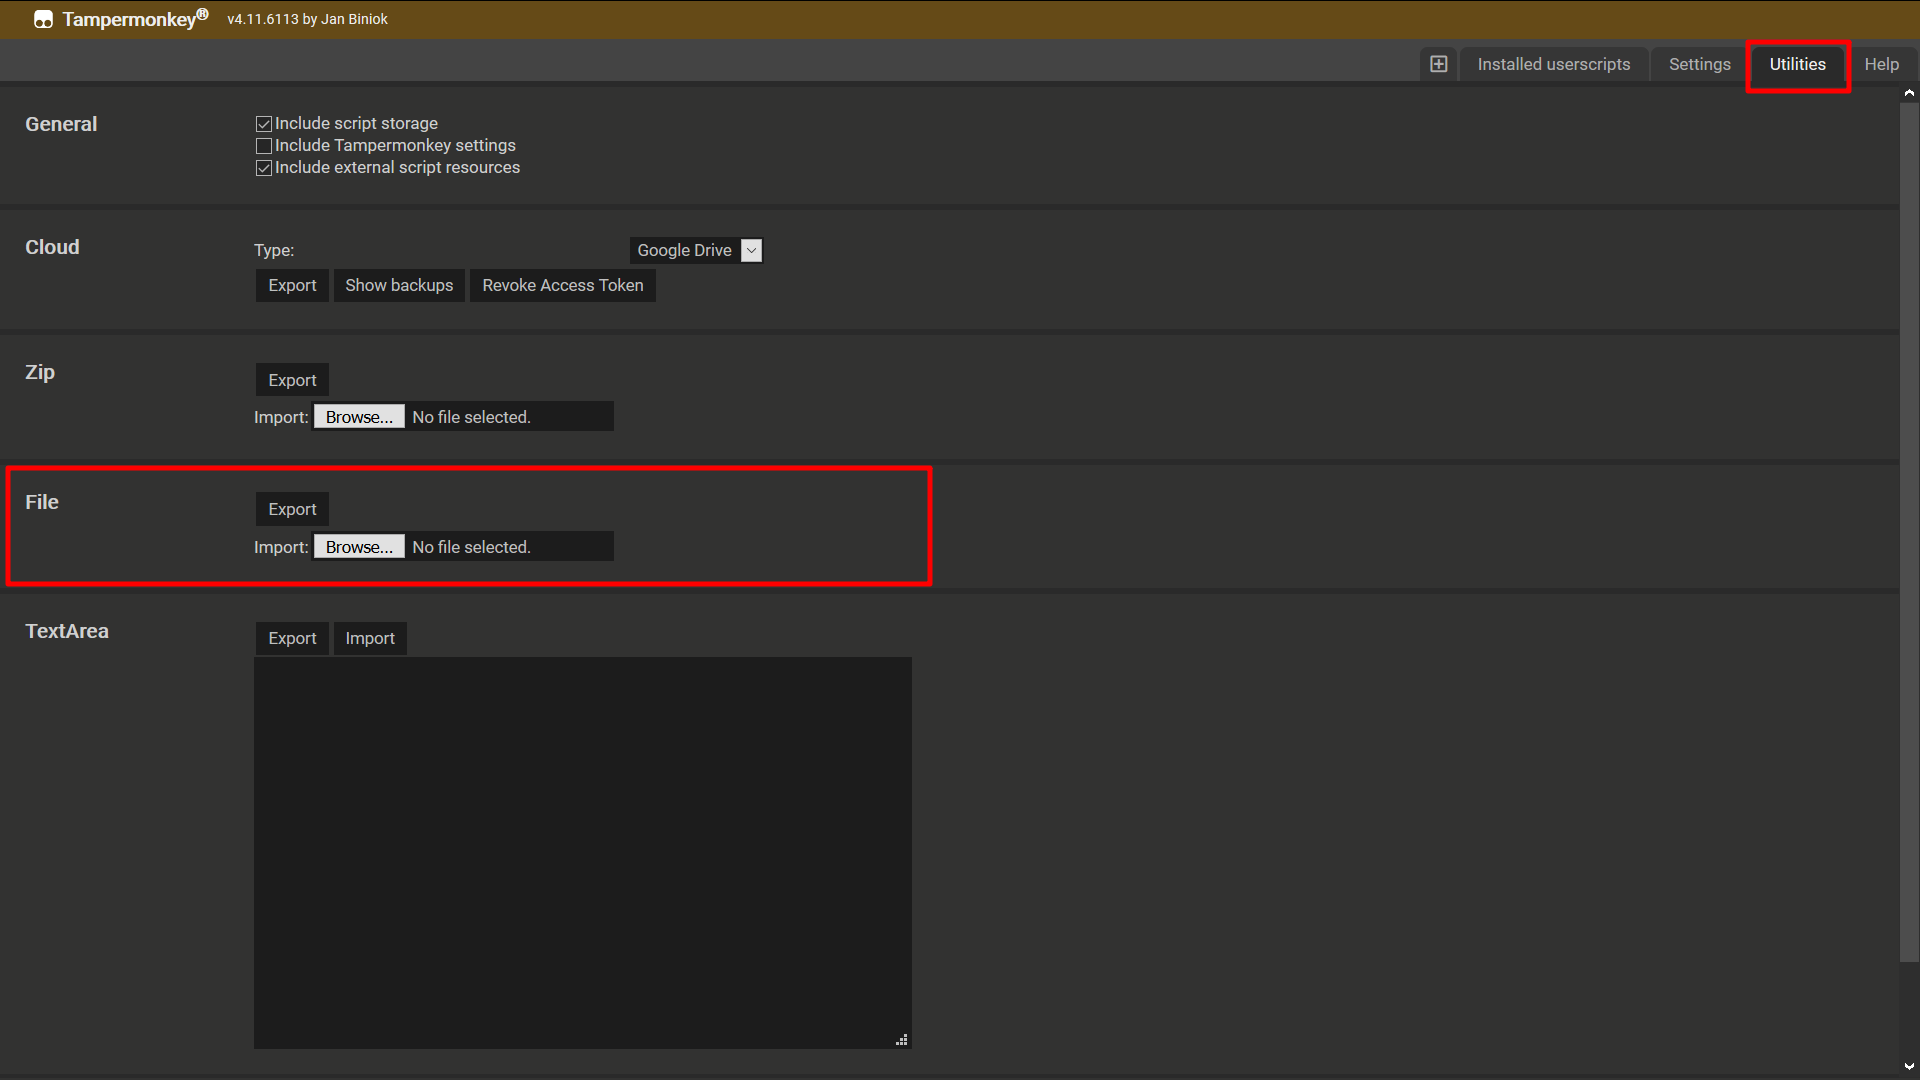 Tampermonkey® v4.11.6113 by Jan Biniok
Installed userscripts Settings Utilities Help
General
Include script storage
Include Tampermonkey settings
Include external script resources
Cloud
Type: Google Drive
Export Show backups Revoke Access Token
Zip
Export
Import: Browse... No file selected.
File
Export
Import: Browse... No file selected.
TextArea
Export Import